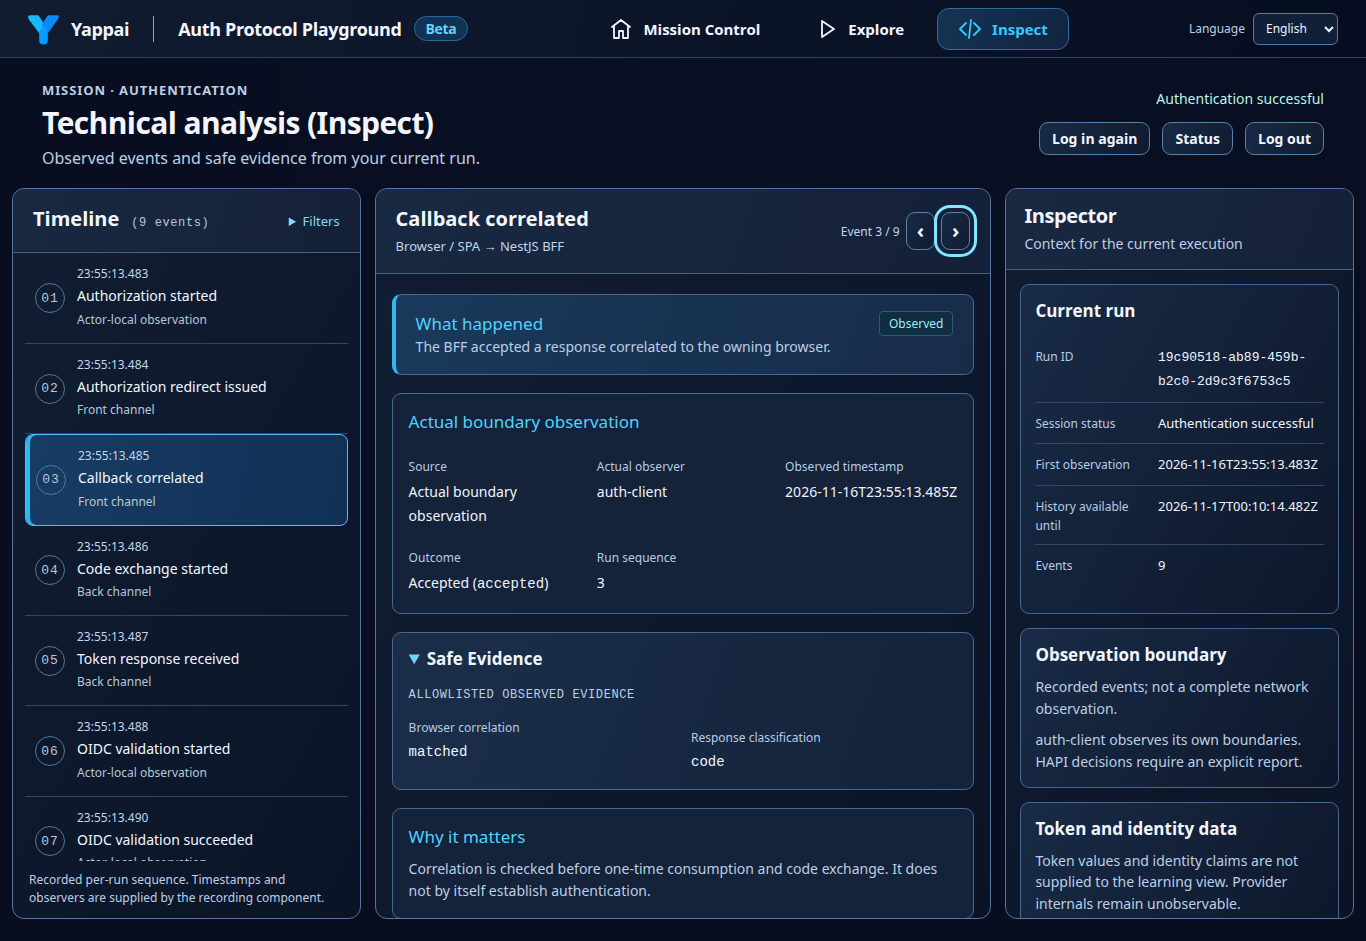 Yappai
Auth Protocol Playground
Beta
Mission Control
Explore
Inspect
Language
English
MISSION · AUTHENTICATION
Technical analysis (Inspect)
Observed events and safe evidence from your current run.
Authentication successful
Log in again
Status
Log out
Timeline
(9 events)
Filters
23:55:13.483
01
Authorization started
Actor-local observation
23:55:13.484
02
Authorization redirect issued
Front channel
23:55:13.485
03
Callback correlated
Front channel
23:55:13.486
04
Code exchange started
Back channel
23:55:13.487
05
Token response received
Back channel
23:55:13.488
06
OIDC validation started
Actor-local observation
23:55:13.490
07
OIDC validation succeeded
Recorded per-run sequence. Timestamps and
observers are supplied by the recording component.
Callback correlated
Browser / SPA → NestJS BFF
Event 3 / 9
What happened
Observed
The BFF accepted a response correlated to the owning browser.
Actual boundary observation
Source
Actual observer
Observed timestamp
Actual boundary
observation
auth-client
2026-11-16T23:55:13.485Z
Outcome
Run sequence
Accepted (accepted)
3
Safe Evidence
ALLOWLISTED OBSERVED EVIDENCE
Browser correlation
matched
Response classification
code
Why it matters
Correlation is checked before one-time consumption and code exchange. It does
not by itself establish authentication.
Inspector
Context for the current execution
Current run
Run ID
19c90518-ab89-459b-
b2c0-2d9c3f6753c5
Session status
Authentication successful
First observation
2026-11-16T23:55:13.483Z
History available
until
2026-11-17T00:10:14.482Z
Events
9
Observation boundary
Recorded events; not a complete network
observation.
auth-client observes its own boundaries.
HAPI decisions require an explicit report.
Token and identity data
Token values and identity claims are not
supplied to the learning view. Provider
internals remain unobservable.